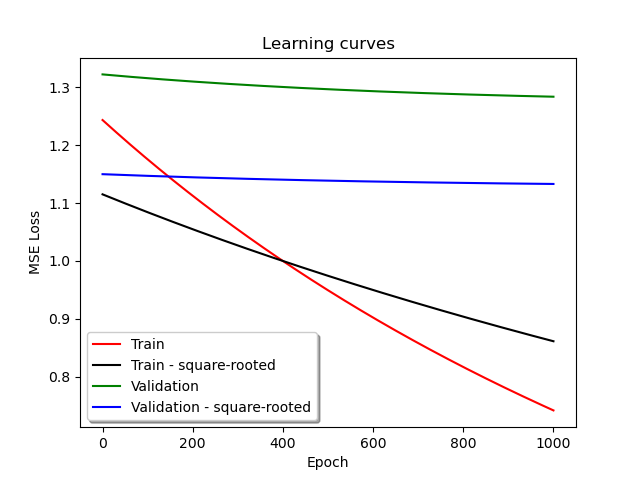 Learning curves
MSE Loss
1.3
1.2
1.1
1.0
0.9
0.8
Train
Train - square-rooted
Validation
Validation - square-rooted
0 200 400 600 800 1000
Epoch